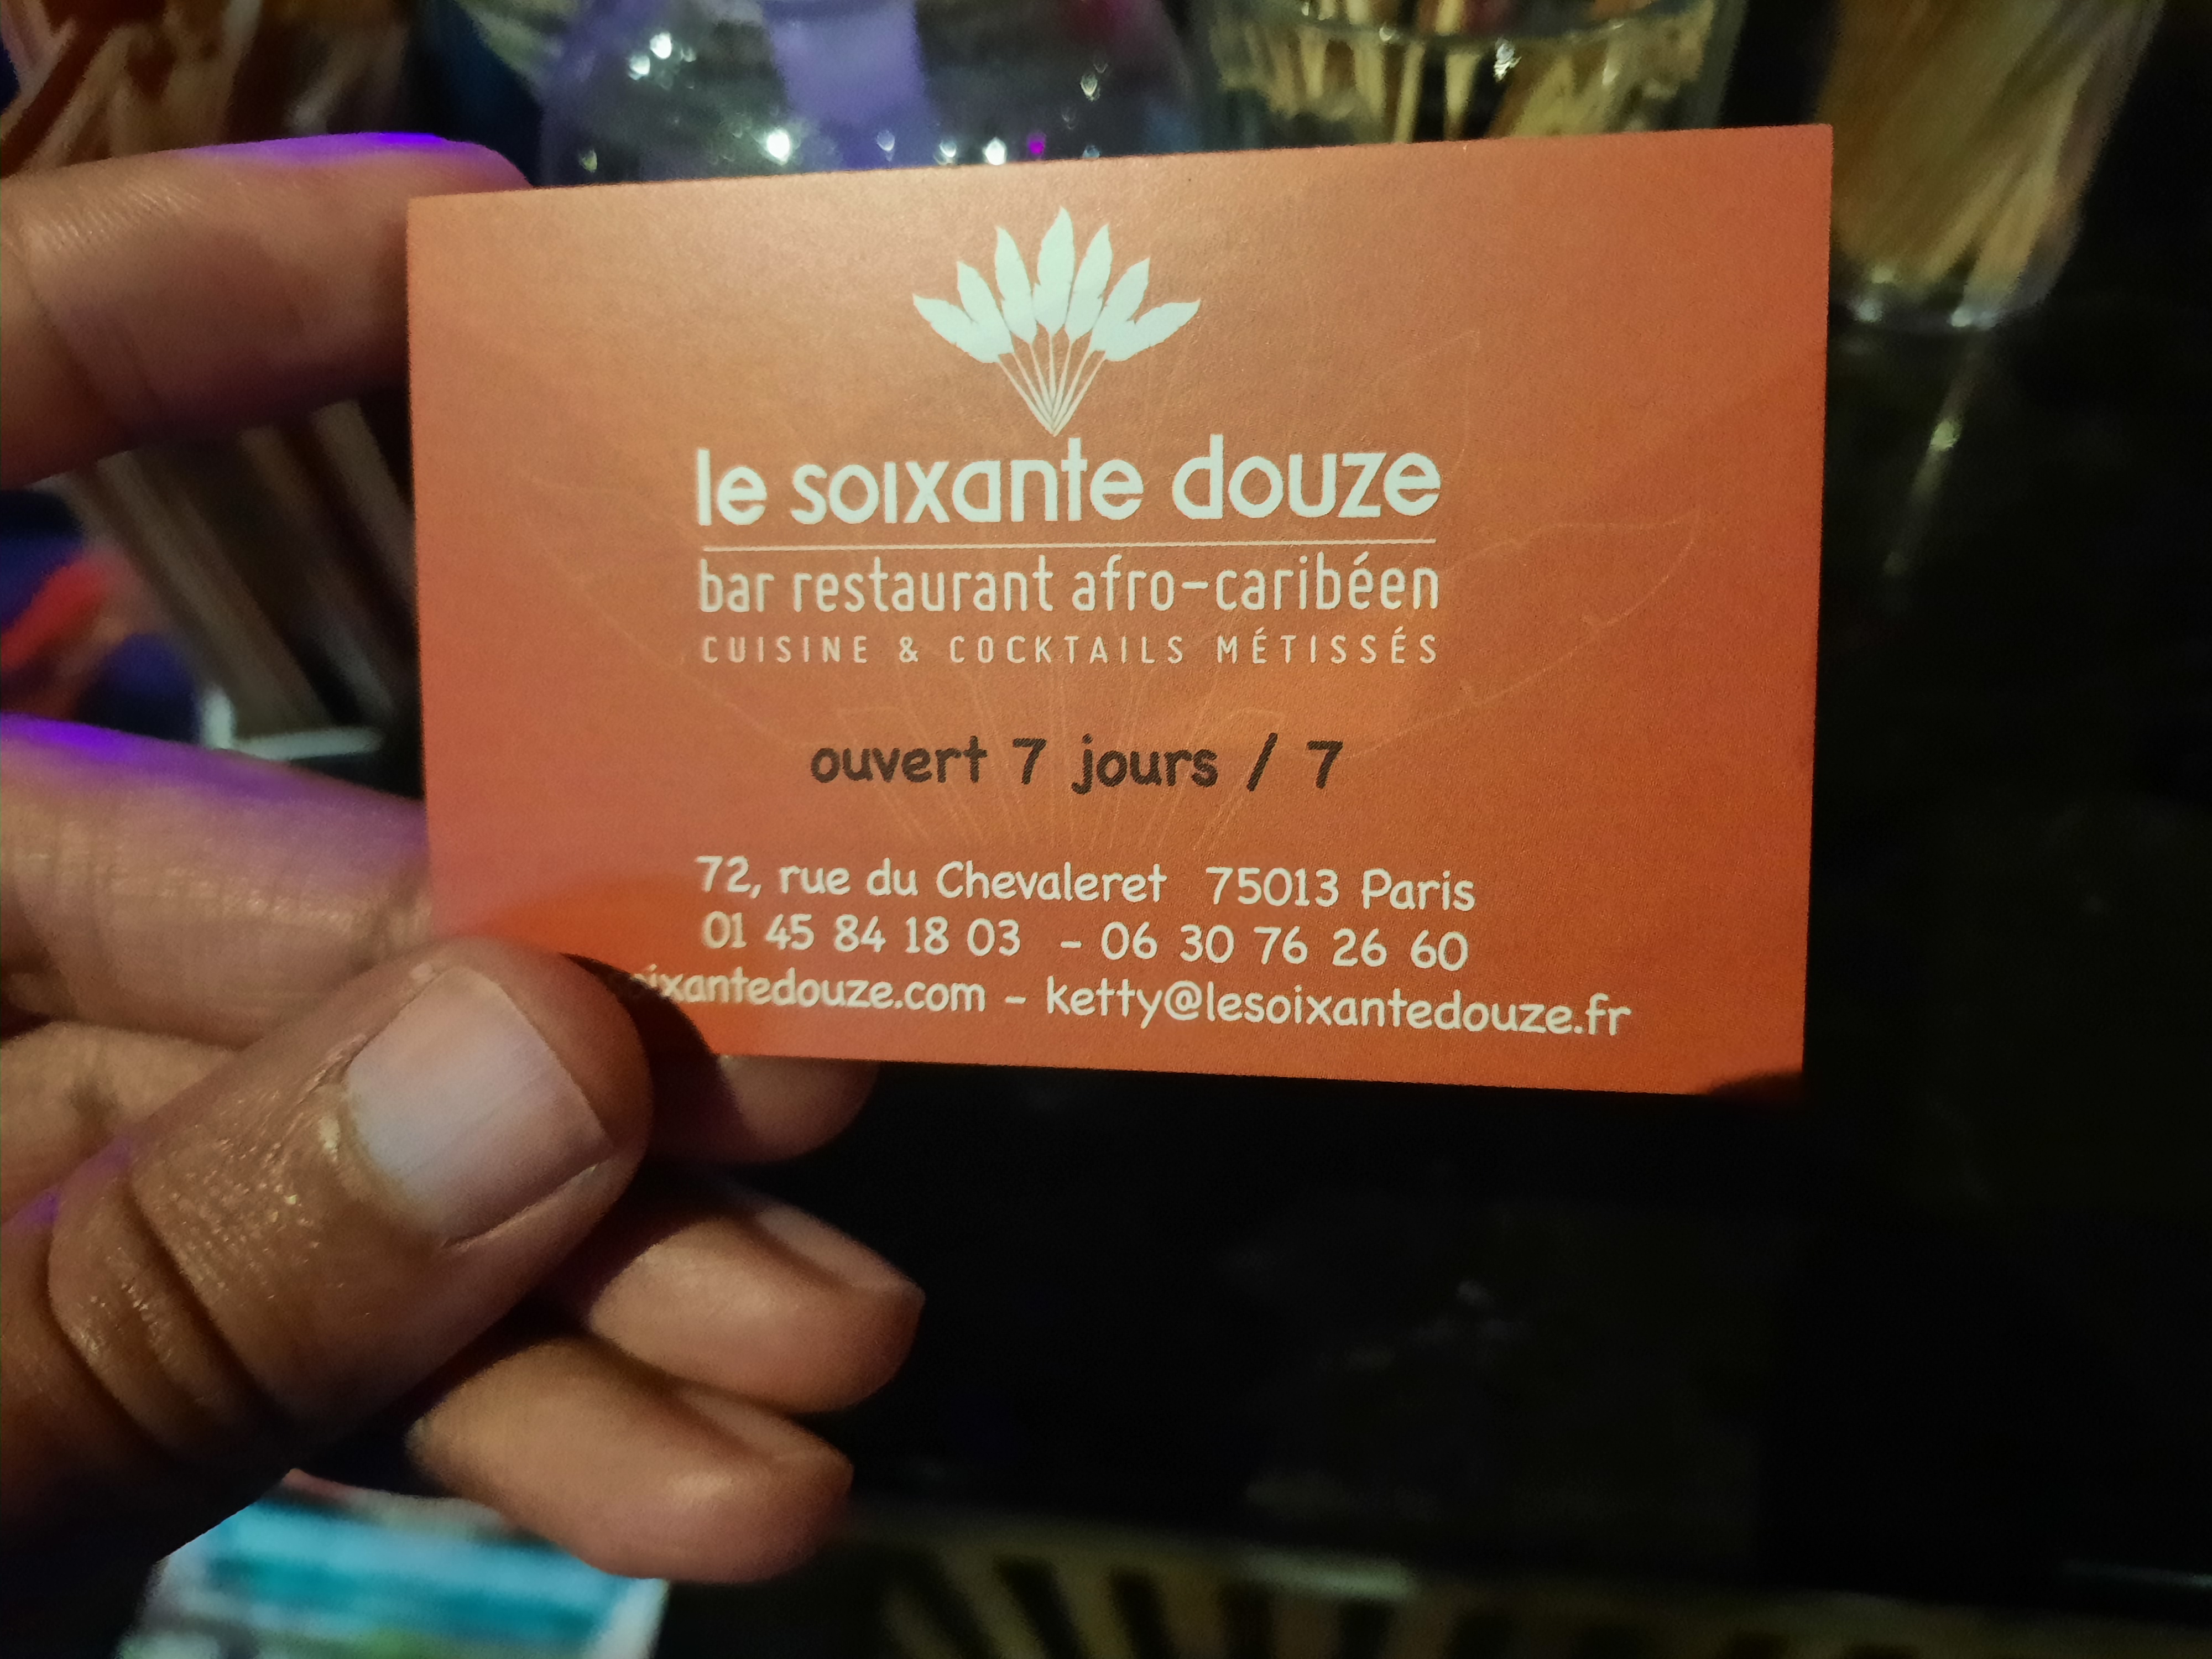 le soixante douze
bar restaurant afro-caribéen
CUISINE & COCKTAILS MÉTISSÉS
ouvert 7 jours / 7
72, rue du Chevaleret 75013 Paris
01 45 84 18 03 - 06 30 76 26 60
oixantedouze.com - ketty@lesoixantedouze.fr